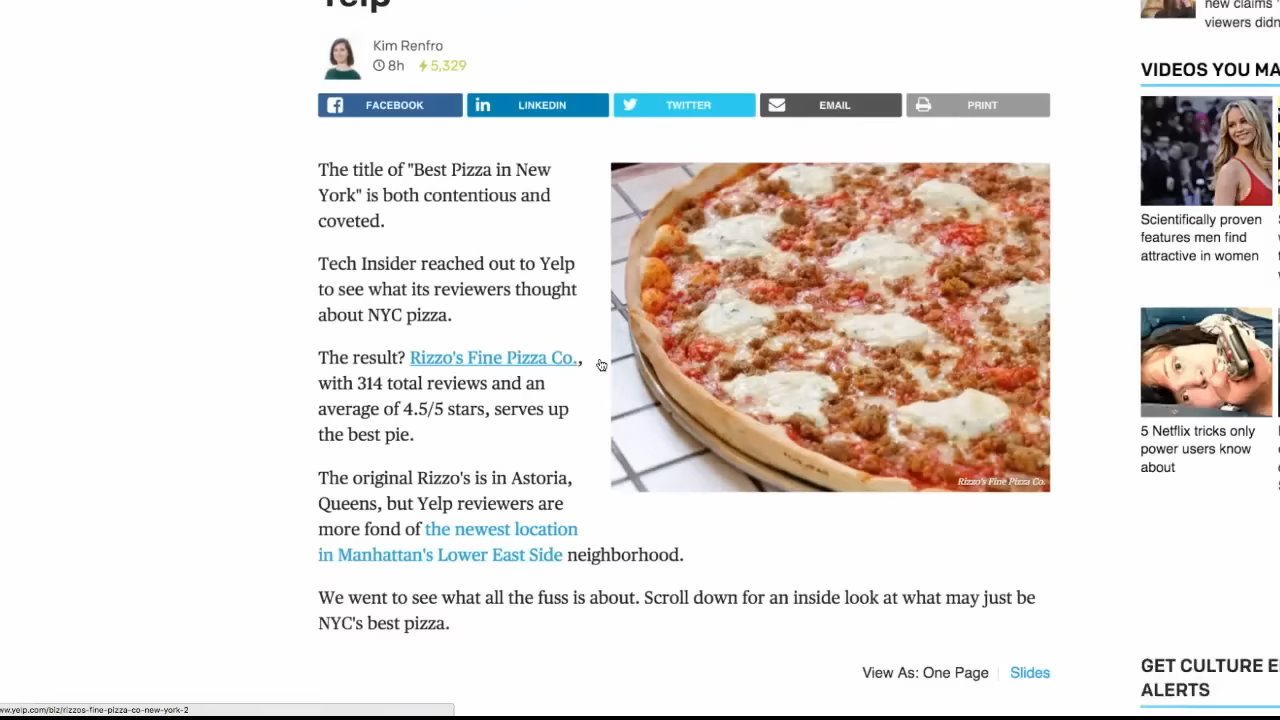 Yelp
Kim Renfro
8h 5,329
FACEBOOK
LINKEDIN
TWITTER
EMAIL
PRINT
The title of "Best Pizza in New
York" is both contentious and
coveted.
Tech Insider reached out to Yelp
to see what its reviewers thought
about NYC pizza.
The result? Rizzo's Fine Pizza Co.,
with 314 total reviews and an
average of 4.5/5 stars, serves up
the best pie.
The original Rizzo's is in Astoria,
Queens, but Yelp reviewers are
more fond of the newest location
in Manhattan's Lower East Side neighborhood.
We went to see what all the fuss is about. Scroll down for an inside look at what may just be
NYC's best pizza.
Rizzo's Fine Pizza Co.
View As: One Page Slides
new claims
viewers didn
VIDEOS YOU MA
Scientifically proven
features men find
attractive in women
5 Netflix tricks only
power users know
about
GET CULTURE E
ALERTS
ww.yelp.com/biz/rizzos-fine-pizza-co-new-york-2